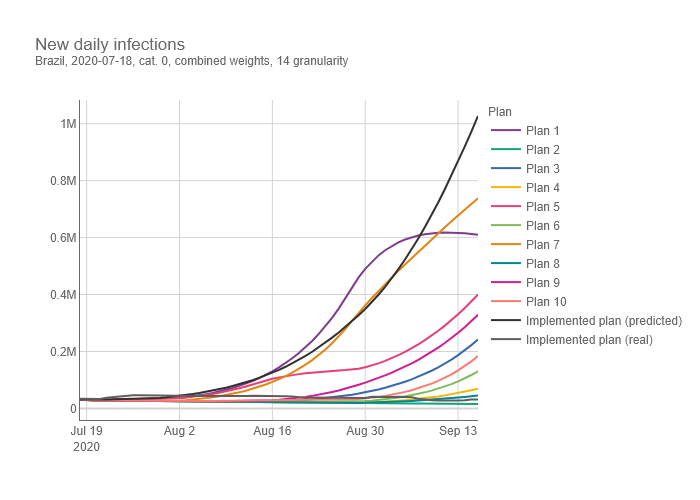 New daily infections
Brazil, 2020-07-18, cat. 0, combined weights, 14 granularity
1M
0.8M
0.6M
0.4M
0.2M
0
Jul 19
2020
Aug 2
Aug 16
Aug 30
Sep 13
Plan
Plan 1
Plan 2
Plan 3
Plan 4
Plan 5
Plan 6
Plan 7
Plan 8
Plan 9
Plan 10
Implemented plan (predicted)
Implemented plan (real)